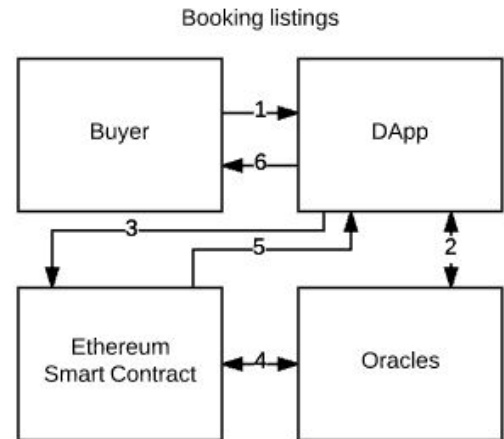 Booking listings
Buyer
1
DApp
6
3
5
2
Ethereum
Smart Contract
4
Oracles